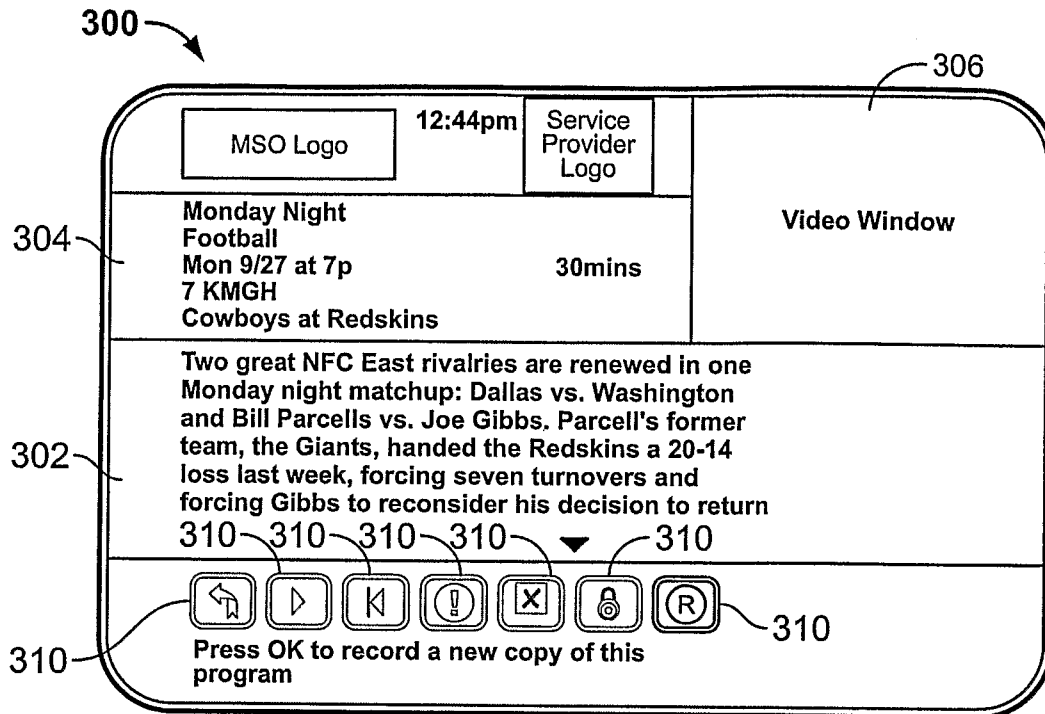 300
306
MSO Logo
12:44pm
Service
Provider
Logo
Video Window
304
Monday Night
Football
Mon 9/27 at 7p
30mins
7 KMGH
Cowboys at Redskins
302
Two great NFC East rivalries are renewed in one
Monday night matchup: Dallas vs. Washington
and Bill Parcells vs. Joe Gibbs. Parcell's former
team, the Giants, handed the Redskins a 20-14
loss last week, forcing seven turnovers and
forcing Gibbs to reconsider his decision to return
310 310 310 310 310
! X R
310
310
Press OK to record a new copy of this
program